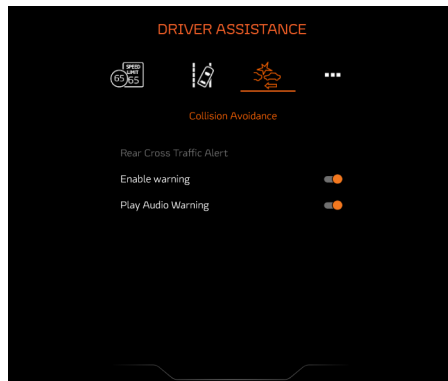 DRIVER ASSISTANCE
SPEED
LIMIT
65 65
Collision Avoidance
Rear Cross Traffic Alert
Enable warning
Play Audio Warning